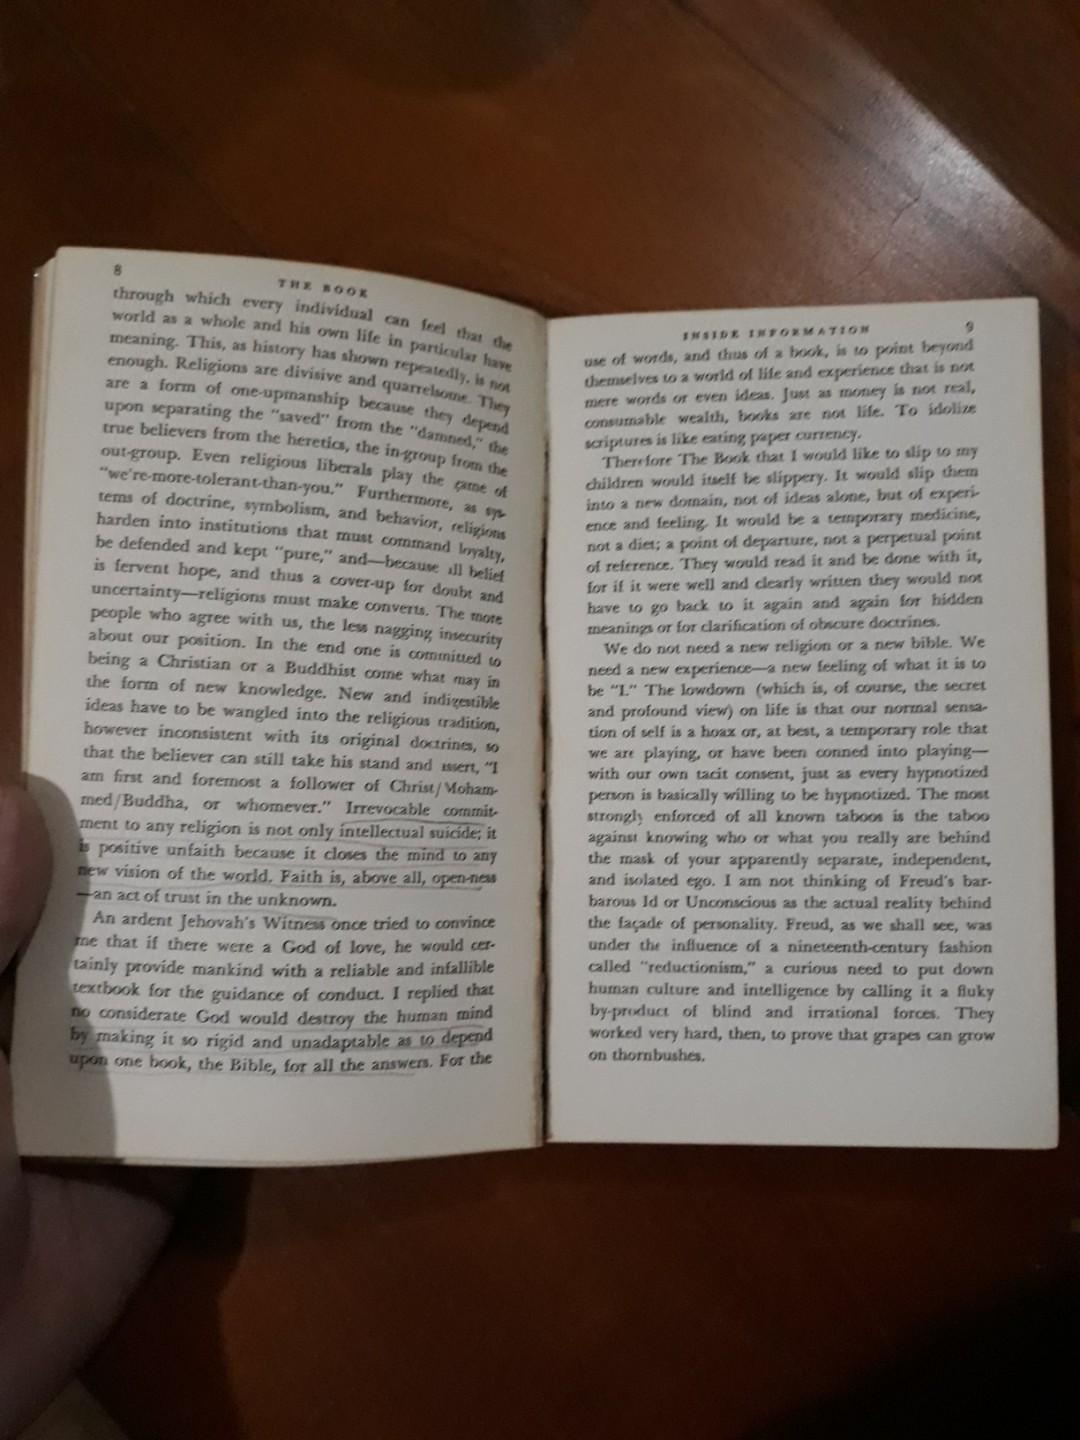 8
THE BOOK
through which every individual can feel that the
world as a whole and his own life in particular have
meaning. This, as history has shown repeatedly, is not
enough. Religions are divisive and quarrelsome. They
are a form of one-upmanship because they depend
upon separating the "saved" from the "damned," the
true believers from the heretics, the in-group from the
out-group. Even religious liberals play the game of
"we're-more-tolerant-than-you." Furthermore, as sys-
tems of doctrine, symbolism, and behavior, religions
harden into institutions that must command loyalty,
be defended and kept "pure," and—because all belief
is fervent hope, and thus a cover-up for doubt and
uncertainty—religions must make converts. The more
people who agree with us, the less nagging insecurity
about our position. In the end one is committed to
being a Christian or a Buddhist come what may in
the form of new knowledge. New and indigestible
ideas have to be wangled into the religious tradition,
however inconsistent with its original doctrines, so
that the believer can still take his stand and assert, "I
am first and foremost a follower of Christ/Moham-
med/Buddha, or whomever." Irrevocable commit-
ment to any religion is not only intellectual suicide; it
is positive unfaith because it closes the mind to any
new vision of the world. Faith is, above all, open-ness
—an act of trust in the unknown.
An ardent Jehovah's Witness once tried to convince
me that if there were a God of love, he would cer-
tainly provide mankind with a reliable and infallible
textbook for the guidance of conduct. I replied that
no considerate God would destroy the human mind
by making it so rigid and unadaptable as to depend
upon one book, the Bible, for all the answers. For the
INSIDE INFORMATION
9
use of words, and thus of a book, is to point beyond
themselves to a world of life and experience that is not
mere words or even ideas. Just as money is not real,
consumable wealth, books are not life. To idolize
scriptures is like eating paper currency.
Therefore The Book that I would like to slip to my
children would itself be slippery. It would slip them
into a new domain, not of ideas alone, but of experi-
ence and feeling. It would be a temporary medicine,
not a diet; a point of departure, not a perpetual point
of reference. They would read it and be done with it,
for if it were well and clearly written they would not
have to go back to it again and again for hidden
meanings or for clarification of obscure doctrines.
We do not need a new religion or a new bible. We
need a new experience—a new feeling of what it is to
be "I." The lowdown (which is, of course, the secret
and profound view) on life is that our normal sensa-
tion of self is a hoax or, at best, a temporary role that
we are playing, or have been conned into playing—
with our own tacit consent, just as every hypnotized
person is basically willing to be hypnotized. The most
strongly enforced of all known taboos is the taboo
against knowing who or what you really are behind
the mask of your apparently separate, independent,
and isolated ego. I am not thinking of Freud's bar-
barous Id or Unconscious as the actual reality behind
the façade of personality. Freud, as we shall see, was
under the influence of a nineteenth-century fashion
called "reductionism," a curious need to put down
human culture and intelligence by calling it a fluky
by-product of blind and irrational forces. They
worked very hard, then, to prove that grapes can grow
on thornbushes.